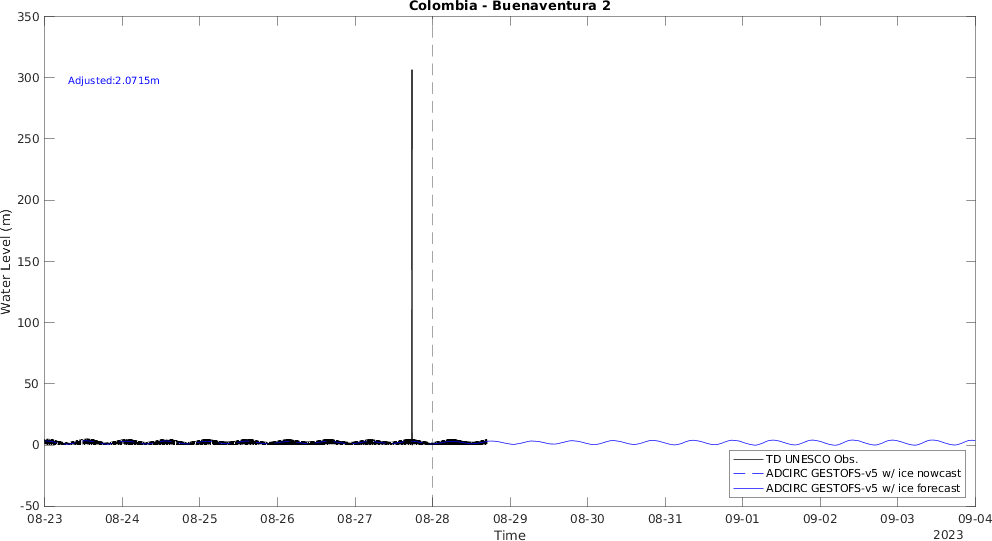 Colombia - Buenaventura 2
350
300
250
200
150
100
50
0
-50
Water Level (m)
Adjusted:2.0715m
TD UNESCO Obs.
ADCIRC GESTOFS-v5 w/ ice nowcast
ADCIRC GESTOFS-v5 w/ ice forecast
08-23 08-24 08-25 08-26 08-27 08-28 08-29 08-30 08-31 09-01 09-02 09-03 09-04
Time
2023